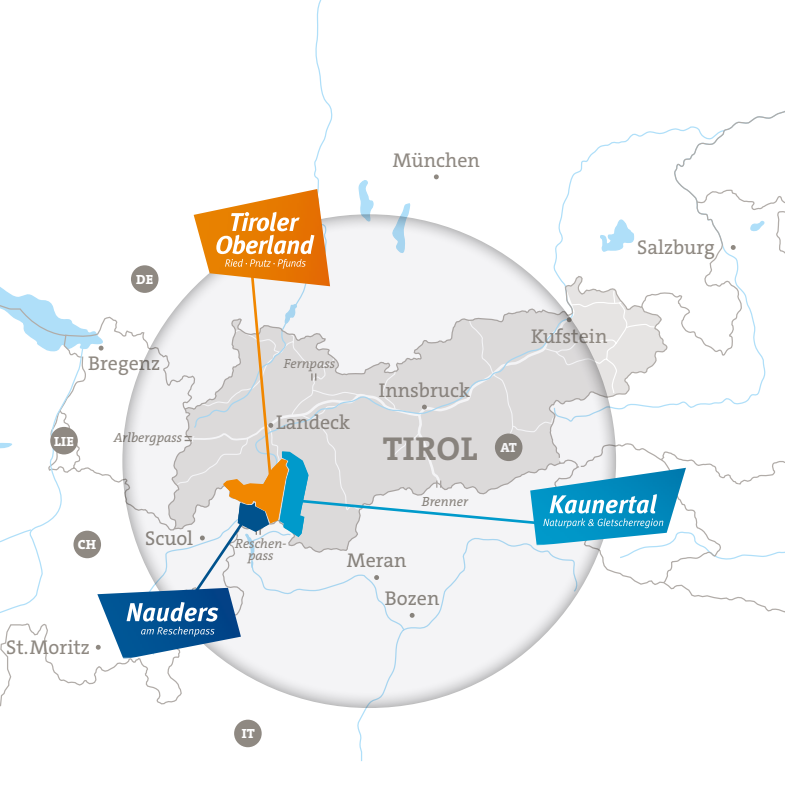 München
Tiroler
Oberland
Ried · Prutz · Pfunds
Salzburg
DE
Kufstein
Bregenz
Fernpass
Innsbruck
Landeck
Arlbergpass
LIE
TIROL
AT
Brenner
Kaunertal
Naturpark & Gletscherregion
Scuol
CH
Reschen-
pass
Meran
Bozen
Nauders
am Reschenpass
St.Moritz
IT